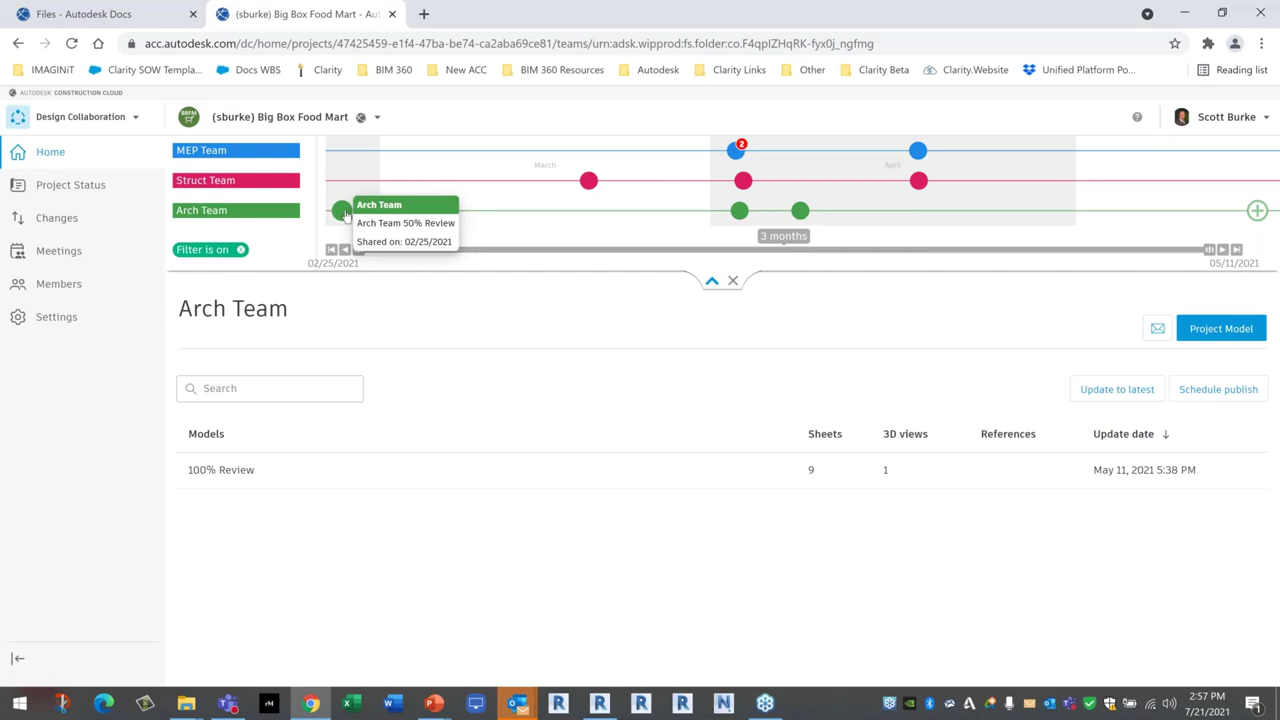 Files - Autodesk Docs
(sburke) Big Box Food Mart - Au
acc.autodesk.com/dc/home/projects/47425459-e1f4-47ba-be74-ca2aba69ce81/teams/urn:adsk.wipprod:fs.folder:co.F4qpIZHqRK-fyx0j_ngfmg
IMAGINiT
Clarity SOW Templa...
Docs WBS
Clarity
BIM 360
New ACC
BIM 360 Resources
Autodesk
Clarity Links
Other
Clarity Beta
Clarity.Website
Unified Platform Po...
Reading list
AUTODESK CONSTRUCTION CLOUD
Design Collaboration
BBFM
(sburke) Big Box Food Mart
Scott Burke
Home
Project Status
Changes
Meetings
Members
Settings
MEP Team
2
March
April
Struct Team
Arch Team
Arch Team
Arch Team 50% Review
Shared on: 02/25/2021
3 months
Filter is on
02/25/2021
05/11/2021
Arch Team
Project Model
Search
Update to latest
Schedule publish
Models
Sheets
3D views
References
Update date
100% Review
9
1
May 11, 2021 5:38 PM
2:57 PM
7/21/2021